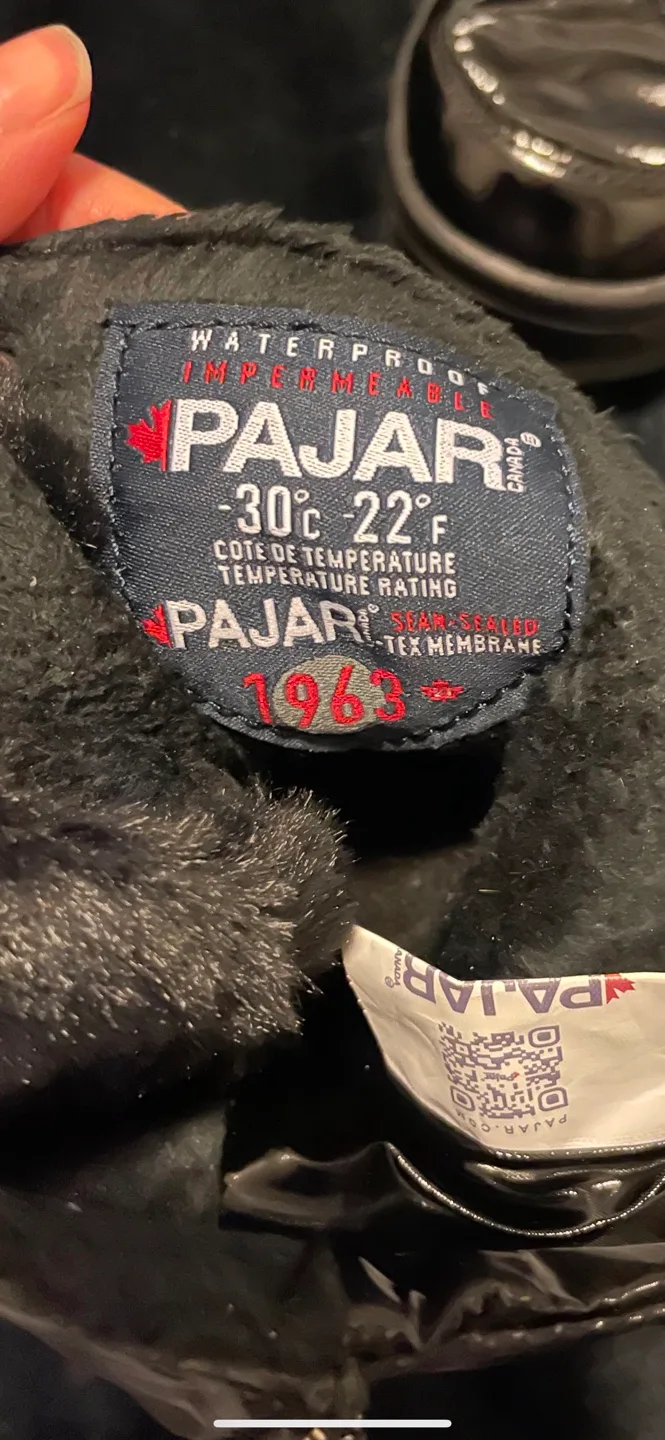 WATERPROOF
IMPERMEABLE
PAJAR
CANADA
-30°C -22°F
COTE DE TEMPERATURE
TEMPERATURE RATING
PAJAR SEAM-SEALED
-TEX MEMBRANE
1963
PAJAR
CANADA
PAJAR.COM